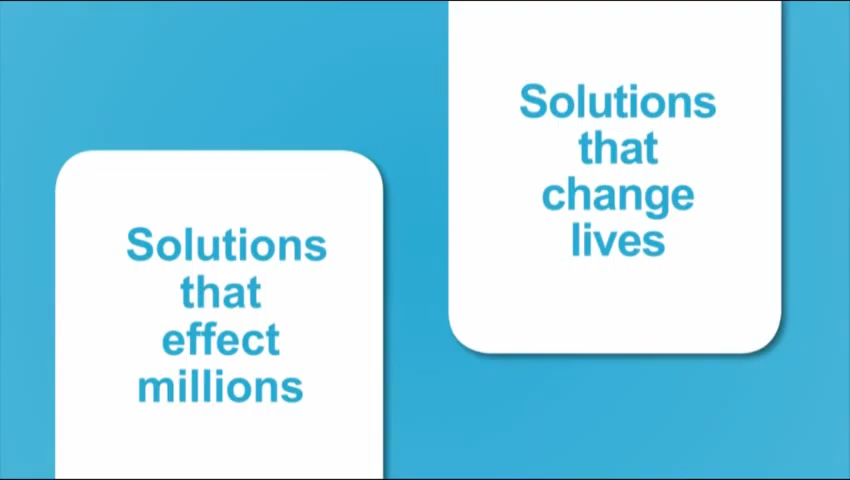 Solutions
that
effect
millions
Solutions
that
change
lives